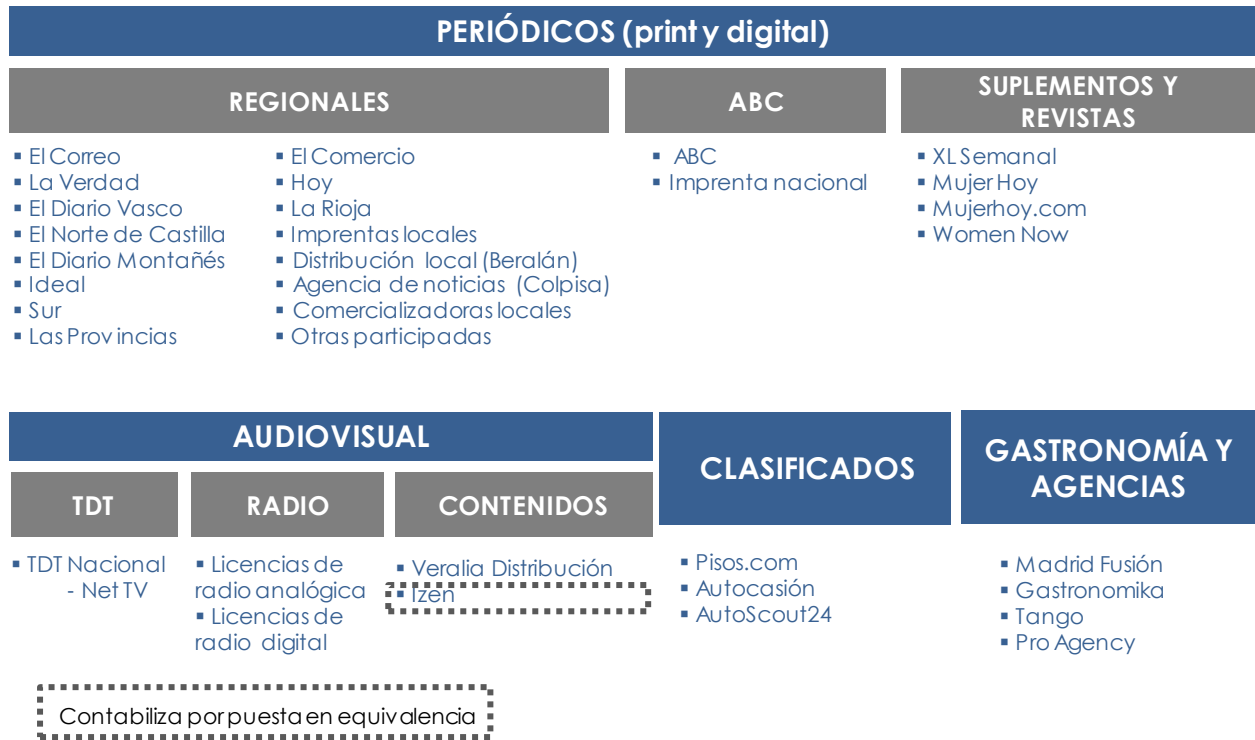 PERIÓDICOS (print y digital)
REGIONALES
▪ El Correo
▪ La Verdad
▪ El Diario Vasco
▪ El Norte de Castilla
▪ El Diario Montañés
▪ Ideal
▪ Sur
▪ Las Provincias
▪ El Comercio
▪ Hoy
▪ La Rioja
▪ Imprentas locales
▪ Distribución local (Beralán)
▪ Agencia de noticias (Colpisa)
▪ Comercializadoras locales
▪ Otras participadas
ABC
▪ ABC
▪ Imprenta nacional
SUPLEMENTOS Y
REVISTAS
▪ XL Semanal
▪ Mujer Hoy
▪ Mujerhoy.com
▪ Women Now
AUDIOVISUAL
TDT
▪ TDT Nacional
- Net TV
RADIO
▪ Licencias de
radio analógica
▪ Licencias de
radio digital
CONTENIDOS
▪ Veralia Distribución
▪ Izen
CLASIFICADOS
▪ Pisos.com
▪ Autocasión
▪ AutoScout24
GASTRONOMÍA Y
AGENCIAS
▪ Madrid Fusión
▪ Gastronomika
▪ Tango
▪ Pro Agency
Contabiliza por puesta en equivalencia